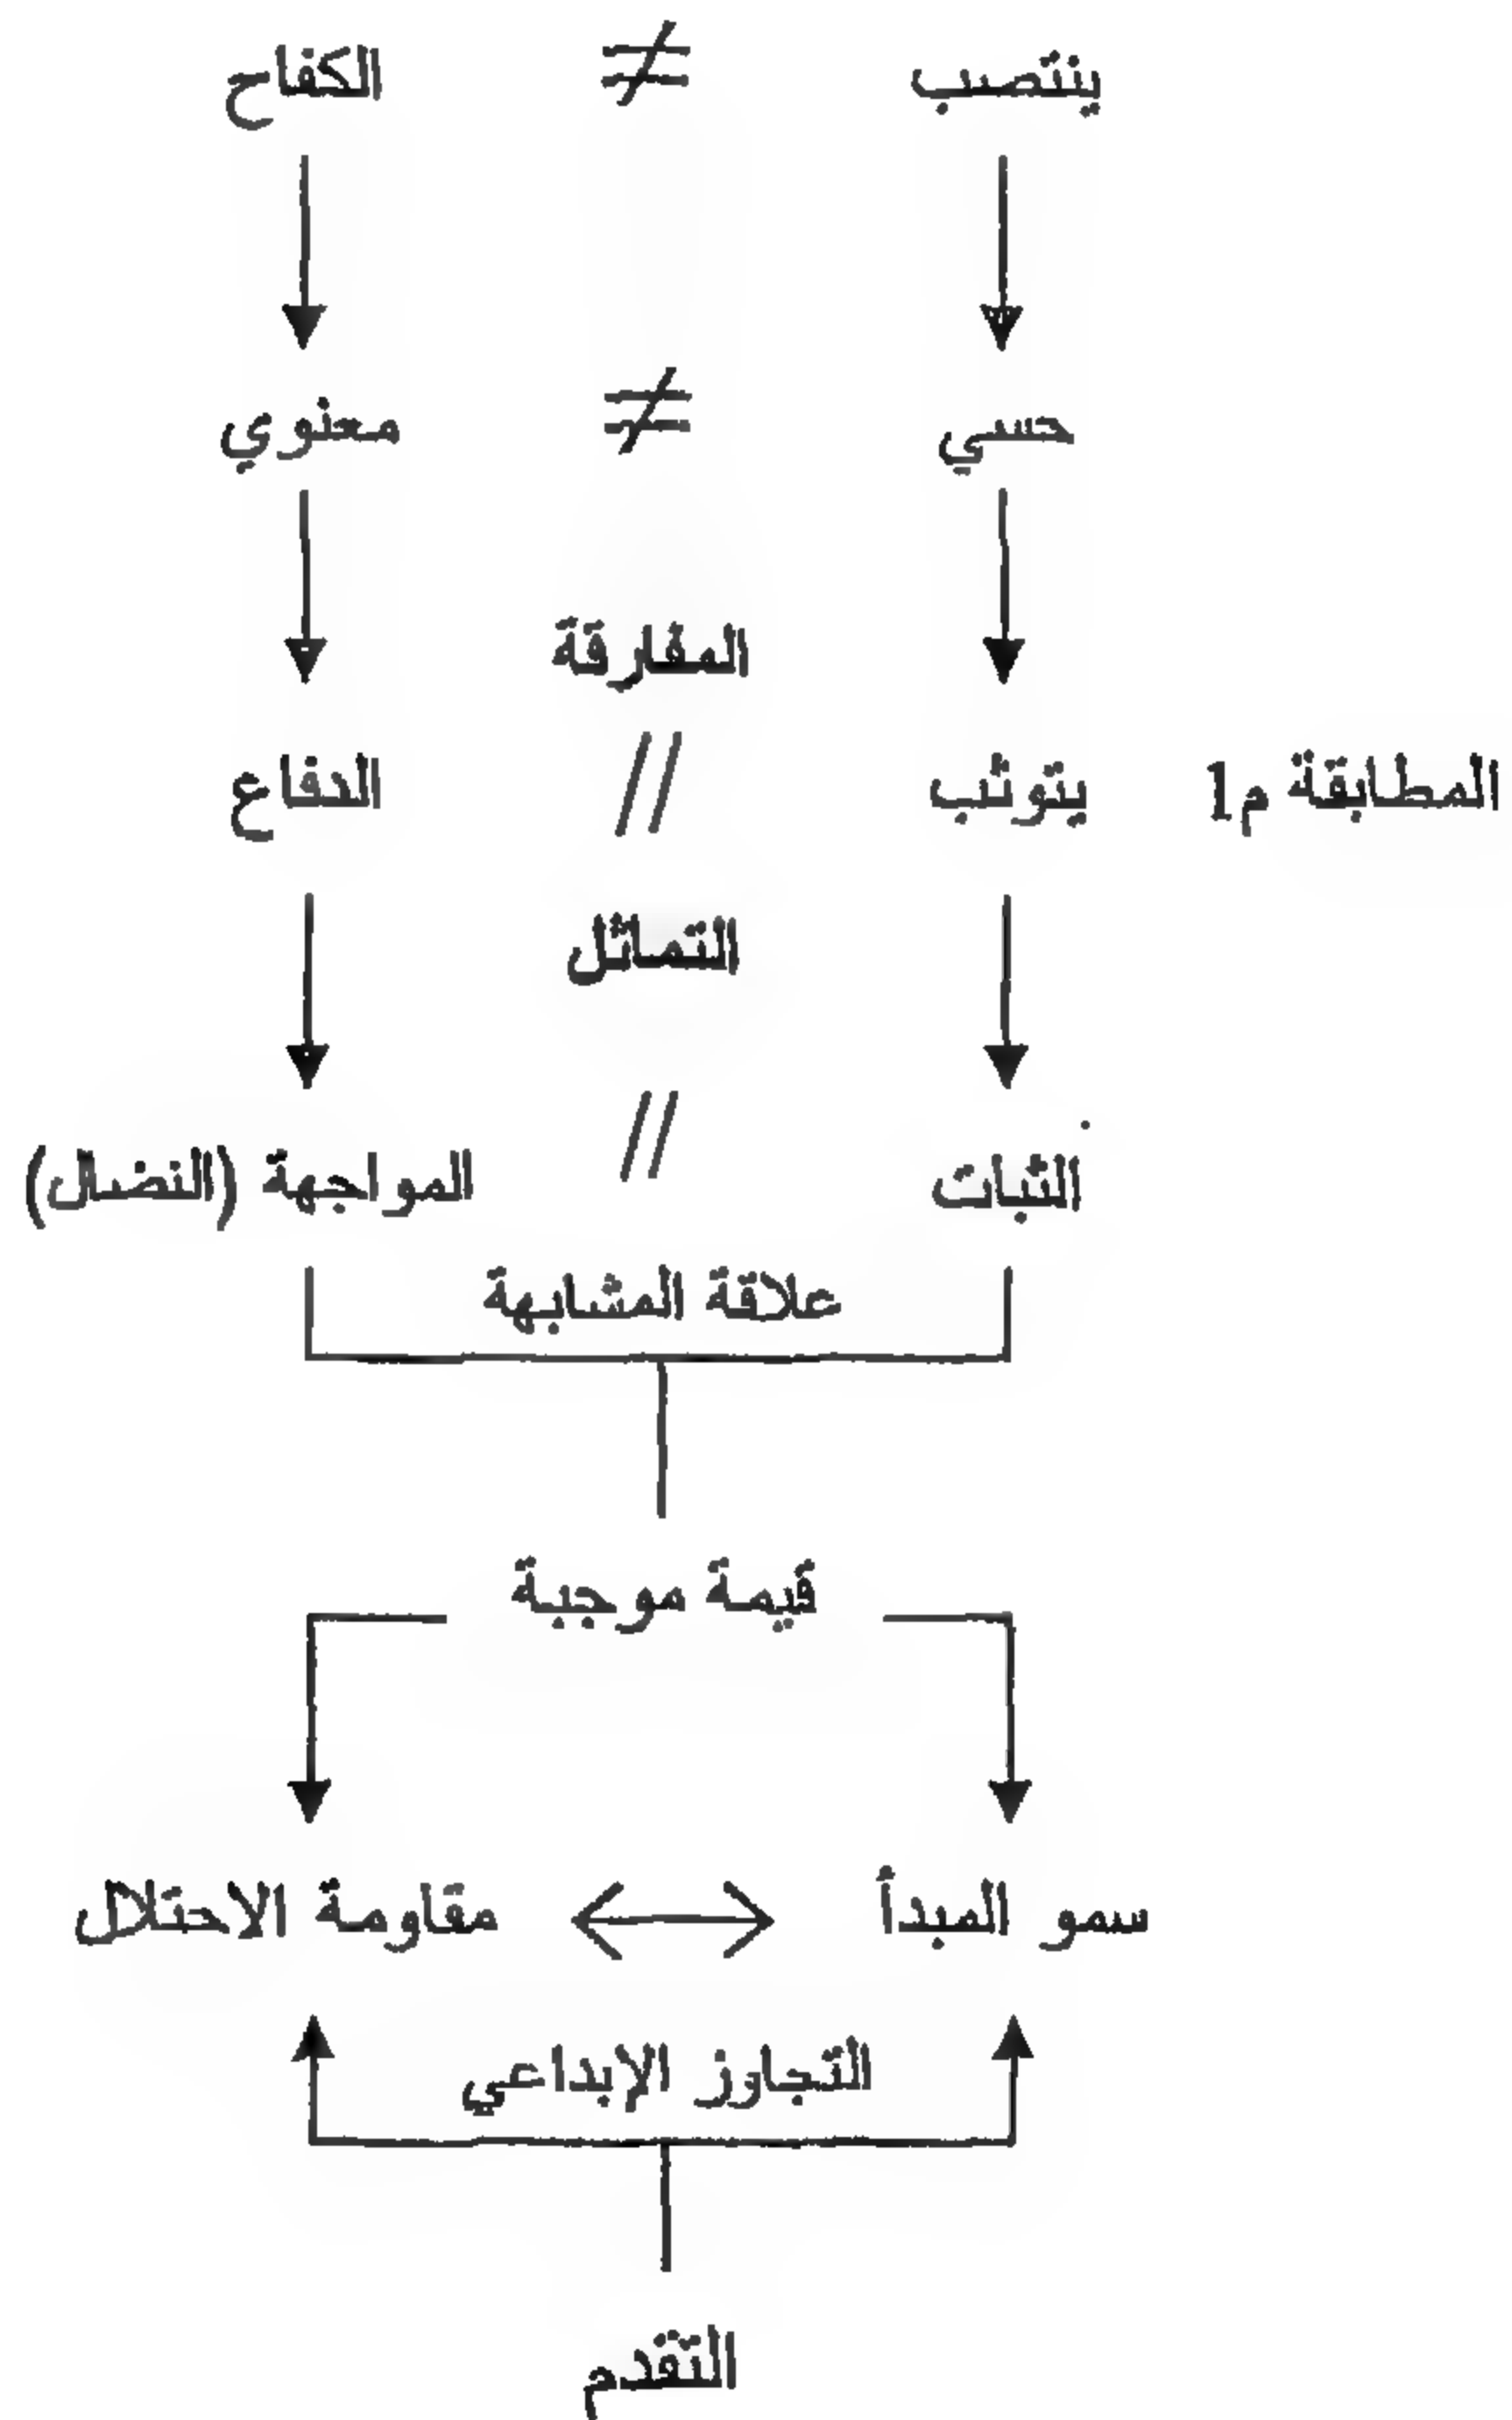 ينتصب ≠ الكفاح
حسي ≠ معنوي
المفارقة
المطابقة م1 يتوثب // الدفاع
التماثل
الثبات // المواجهة (النضال)
علاقة المشابهة
قيمة موجبة
سمو المبدأ ↔ مقاومة الاحتلال
التجاوز الإبداعي
التقدم